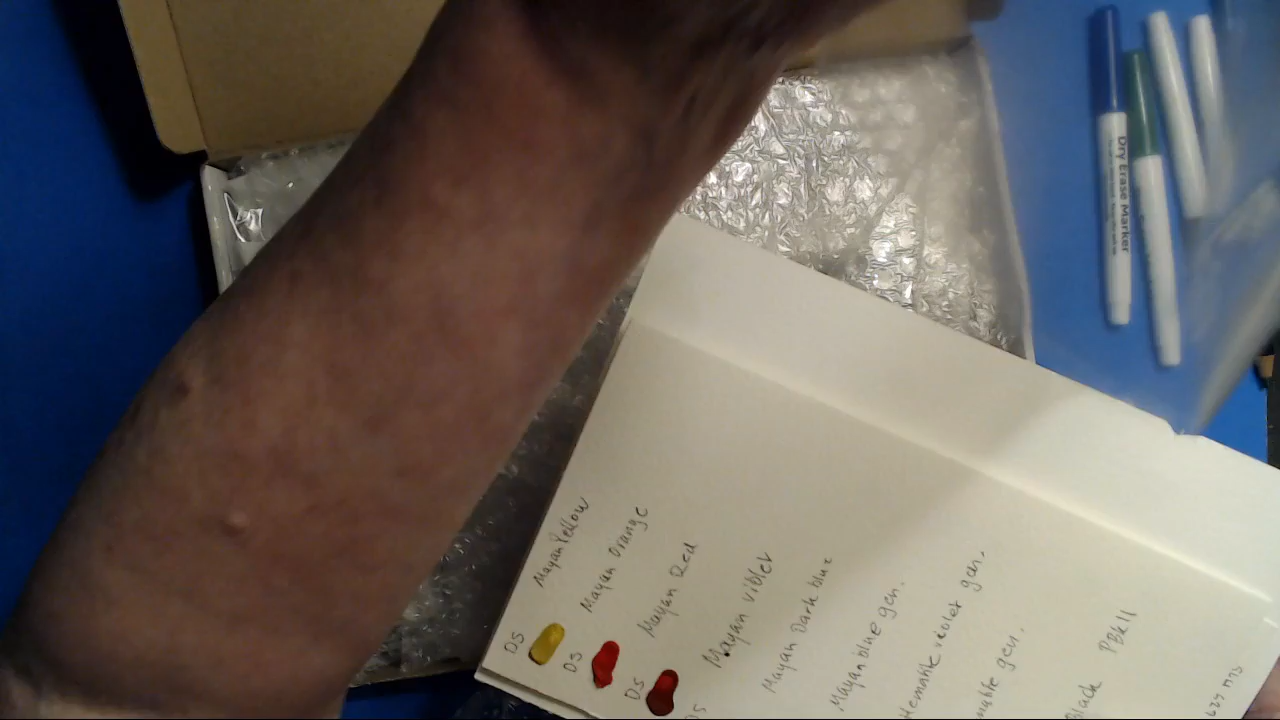 DS Mayan Yellow
DS Mayan Orange
DS Mayan Red
DS Mayan violet
Mayan Dark blue
Mayan blue gen.
Hematite violet gen.
gen.
Black PBk11
Dry Erase Marker